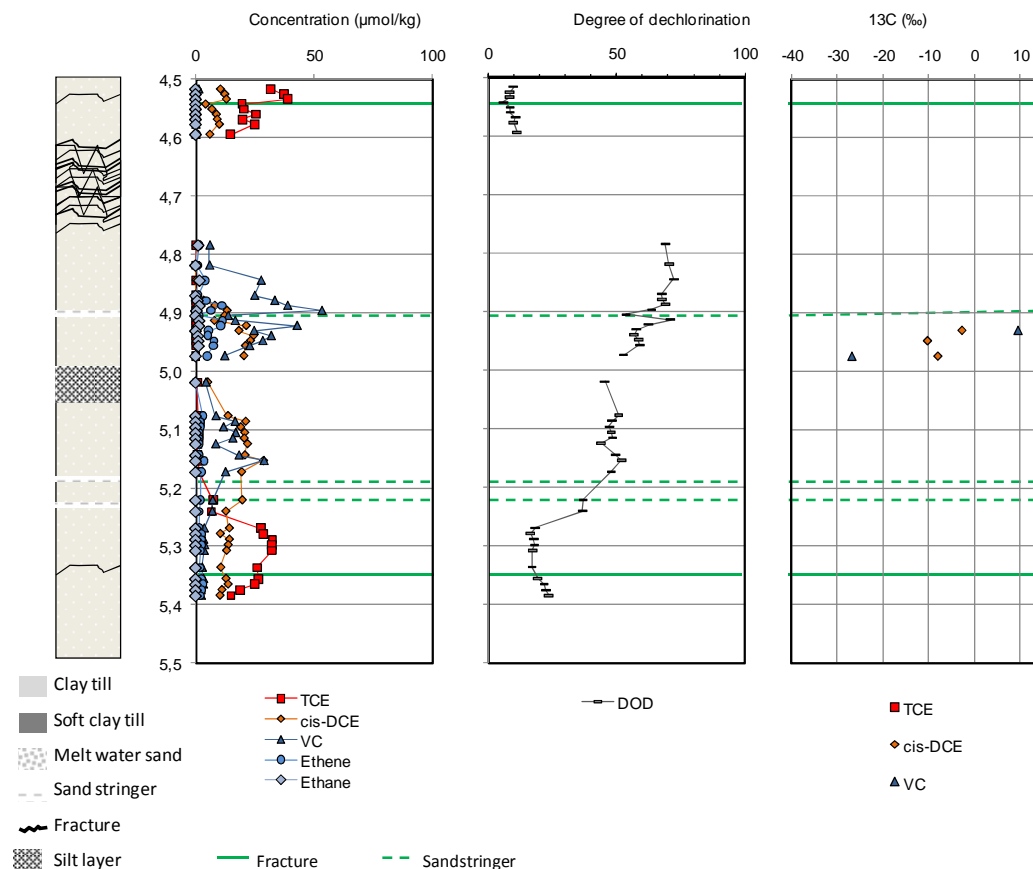 Concentration (µmol/kg) Degree of dechlorination 13C (‰)
0 50 100 0 50 100 -40 -30 -20 -10 0 10
4,5
4,6
4,7
4,8
4,9
5,0
5,1
5,2
5,3
5,4
5,5
Clay till
Soft clay till
Melt water sand
Sand stringer
Fracture
Silt layer
TCE
cis-DCE
VC
Ethene
Ethane
DOD
TCE
cis-DCE
VC
Fracture Sandstringer